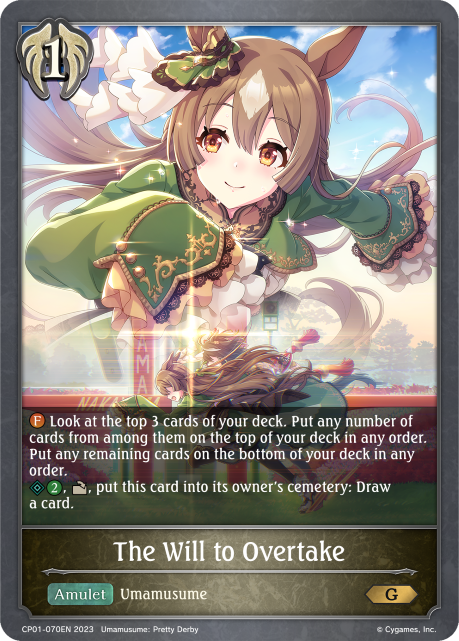 1
F Look at the top 3 cards of your deck. Put any number of
cards from among them on the top of your deck in any order.
Put any remaining cards on the bottom of your deck in any
order.
2, , put this card into its owner's cemetery: Draw
a card.
The Will to Overtake
Amulet Umamusume G
CP01-070EN 2023 Umamusume: Pretty Derby © Cygames, Inc.